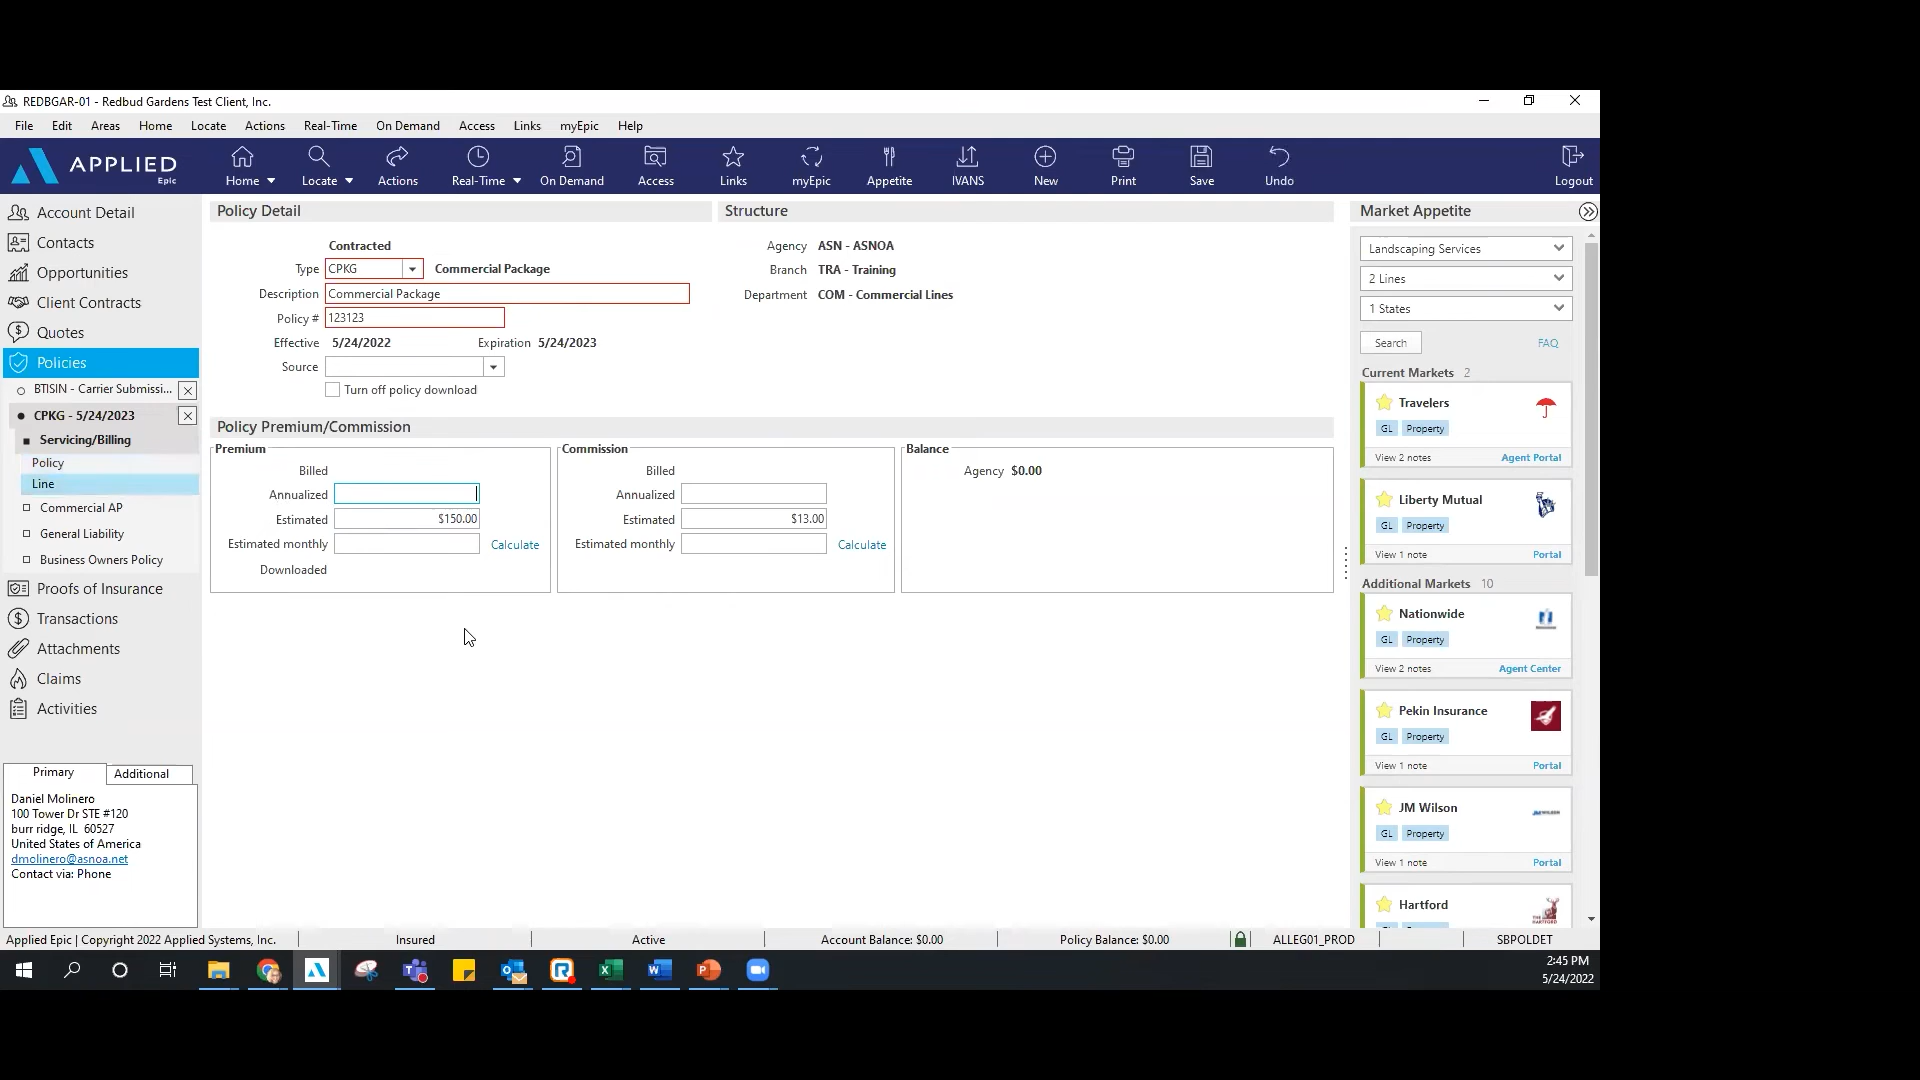 REDBGAR-01 - Redbud Gardens Test Client, Inc.
File Edit Areas Home Locate Actions Real-Time On Demand Access Links myEpic Help
APPLIED
Epic
Home Locate Actions Real-Time On Demand Access Links myEpic Appetite IVANS New Print Save Undo Logout
Account Detail
Contacts
Opportunities
Client Contracts
Quotes
Policies
BTISIN - Carrier Submissi...
CPKG - 5/24/2023
Servicing/Billing
Policy
Line
Commercial AP
General Liability
Business Owners Policy
Proofs of Insurance
Transactions
Attachments
Claims
Activities
Primary Additional
Daniel Molinero
100 Tower Dr STE #120
burr ridge, IL 60527
United States of America
dmolinero@asnoa.net
Contact via: Phone
Policy Detail
Contracted
Type CPKG Commercial Package
Description Commercial Package
Policy # 123123
Effective 5/24/2022 Expiration 5/24/2023
Source
Turn off policy download
Structure
Agency ASN - ASNOA
Branch TRA - Training
Department COM - Commercial Lines
Policy Premium/Commission
Premium
Billed
Annualized
Estimated $150.00
Estimated monthly Calculate
Downloaded
Commission
Billed
Annualized
Estimated $13.00
Estimated monthly Calculate
Balance
Agency $0.00
Market Appetite
Landscaping Services
2 Lines
1 States
Search FAQ
Current Markets 2
Travelers
GL Property
View 2 notes Agent Portal
Liberty Mutual
GL Property
View 1 note Portal
Additional Markets 10
Nationwide
GL Property
View 2 notes Agent Center
Pekin Insurance
GL Property
View 1 note Portal
JM Wilson
GL Property
View 1 note Portal
Hartford
Applied Epic | Copyright 2022 Applied Systems, Inc. Insured Active Account Balance: $0.00 Policy Balance: $0.00 ALLEG01_PROD SBPOLDET
2:45 PM
5/24/2022